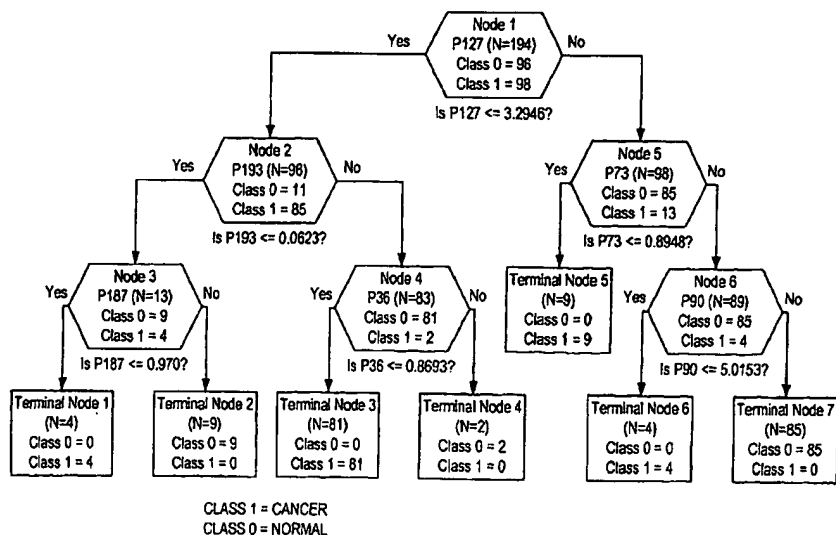 Node 1
P127 (N=194)
Class 0 = 96
Class 1 = 98
Yes
No
Is P127 <= 3.2946?
Node 2
P193 (N=96)
Class 0 = 11
Class 1 = 85
Yes
No
Is P193 <= 0.0623?
Node 5
P73 (N=98)
Class 0 = 85
Class 1 = 13
Yes
No
Is P73 <= 0.8948?
Node 3
P187 (N=13)
Class 0 = 9
Class 1 = 4
Yes
No
Is P187 <= 0.970?
Node 4
P36 (N=83)
Class 0 = 81
Class 1 = 2
Yes
No
Is P36 <= 0.8693?
Terminal Node 5
(N=9)
Class 0 = 0
Class 1 = 9
Node 6
P90 (N=89)
Class 0 = 85
Class 1 = 4
Yes
No
Is P90 <= 5.0153?
Terminal Node 1
(N=4)
Class 0 = 0
Class 1 = 4
Terminal Node 2
(N=9)
Class 0 = 9
Class 1 = 0
Terminal Node 3
(N=81)
Class 0 = 0
Class 1 = 81
Terminal Node 4
(N=2)
Class 0 = 2
Class 1 = 0
Terminal Node 6
(N=4)
Class 0 = 0
Class 1 = 4
Terminal Node 7
(N=85)
Class 0 = 85
Class 1 = 0
CLASS 1 = CANCER
CLASS 0 = NORMAL